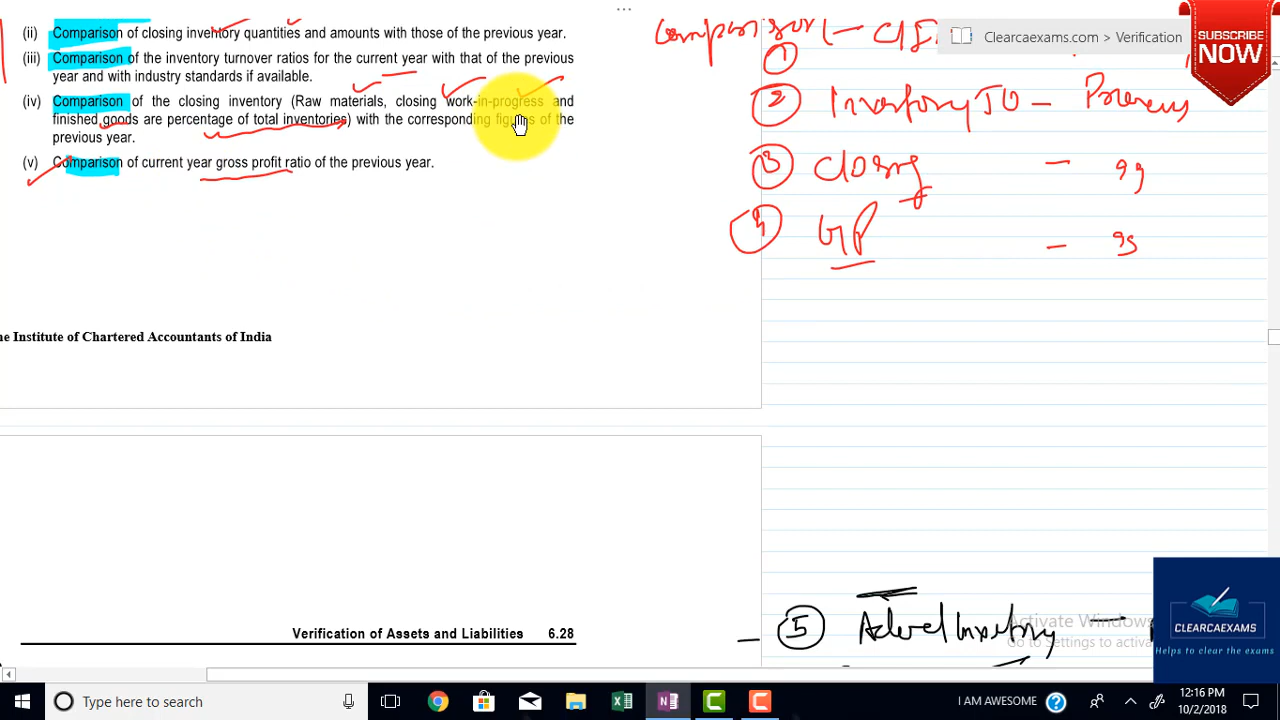 (ii) Comparison of closing inventory quantities and amounts with those of the previous year.
(iii) Comparison of the inventory turnover ratios for the current year with that of the previous
year and with industry standards if available.
(iv) Comparison of the closing inventory (Raw materials, closing work-in-progress and
finished goods are percentage of total inventories) with the corresponding figures of the
previous year.
(v) Comparison of current year gross profit ratio of the previous year.
he Institute of Chartered Accountants of India
Verification of Assets and Liabilities 6.28
Comparison -
1
2 Inventory TO -
3 Closing -
4 GP -
- 5 Actual Inventory
Clearcaexams.com > Verification
SUBSCRIBE
NOW
Activate Windows
Go to Settings to activa
CLEARCAEXAMS
Helps to clear the exams
Type here to search
I AM AWESOME
12:16 PM
10/2/2018